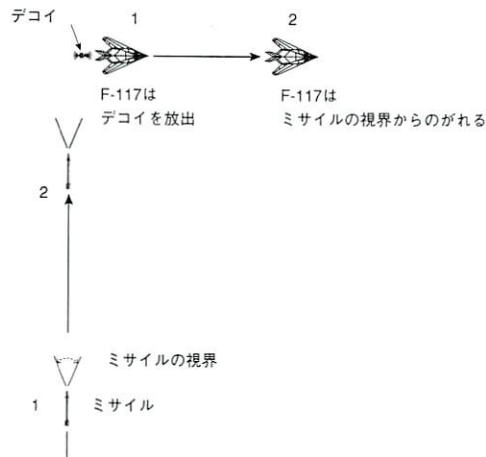 デコイ
1
2
F-117は
デコイを放出
F-117は
ミサイルの視界からのがれる
2
ミサイルの視界
1
ミサイル